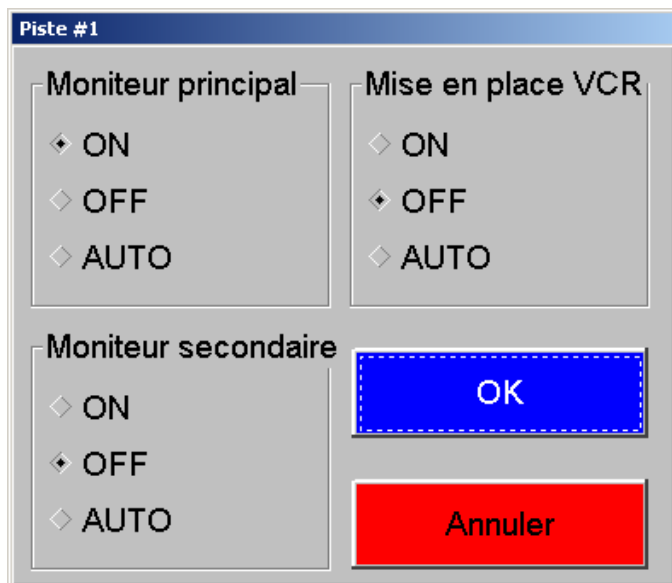 Piste #1
Moniteur principal
ON
OFF
AUTO
Mise en place VCR
ON
OFF
AUTO
Moniteur secondaire
ON
OFF
AUTO
OK
Annuler